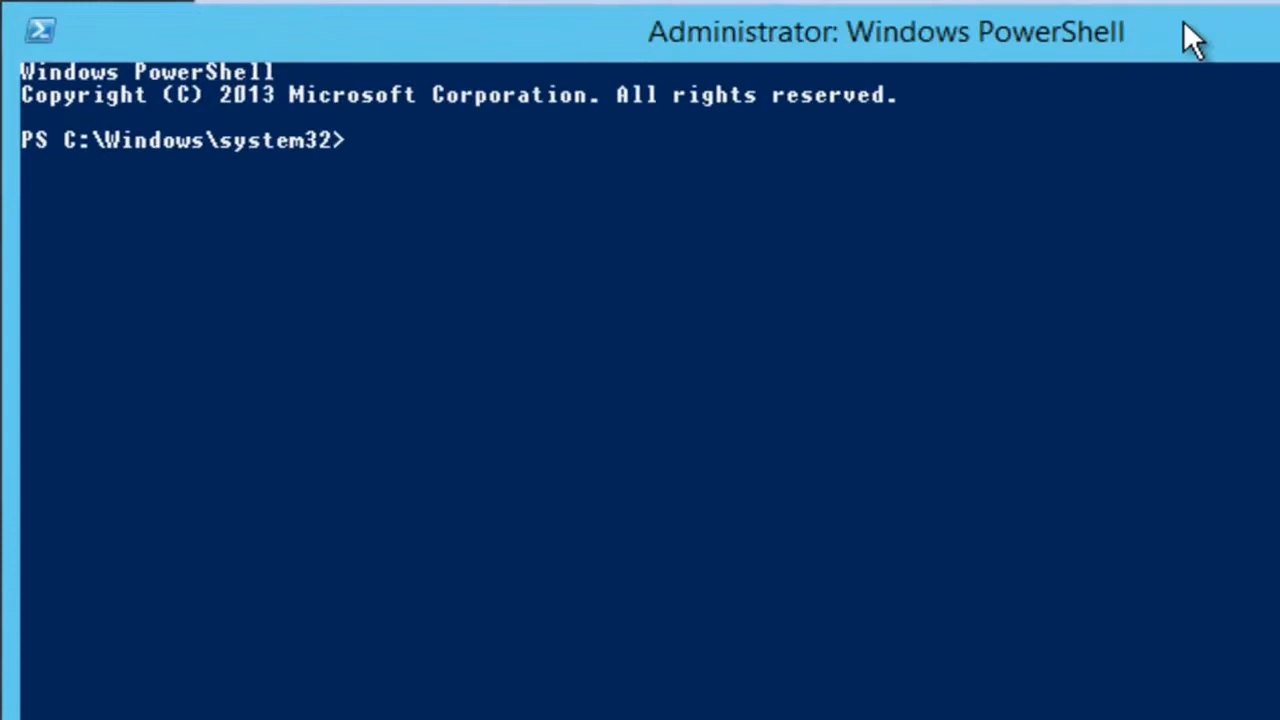 Administrator: Windows PowerShell
Windows PowerShell
Copyright (C) 2013 Microsoft Corporation. All rights reserved.
PS C:\Windows\system32>